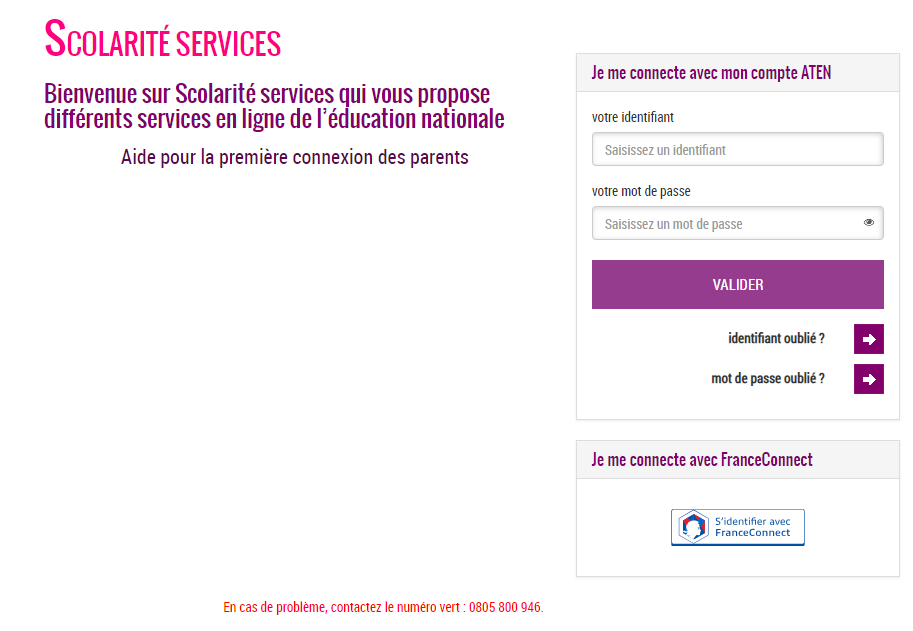 SCOLARITÉ SERVICES
Bienvenue sur Scolarité services qui vous propose
différents services en ligne de l'éducation nationale
Aide pour la première connexion des parents
Je me connecte avec mon compte ATEN
votre identifiant
Saisissez un identifiant
votre mot de passe
Saisissez un mot de passe
VALIDER
identifiant oublié ?
mot de passe oublié ?
Je me connecte avec FranceConnect
S'identifier avec
FranceConnect
En cas de problème, contactez le numéro vert : 0805 800 946.